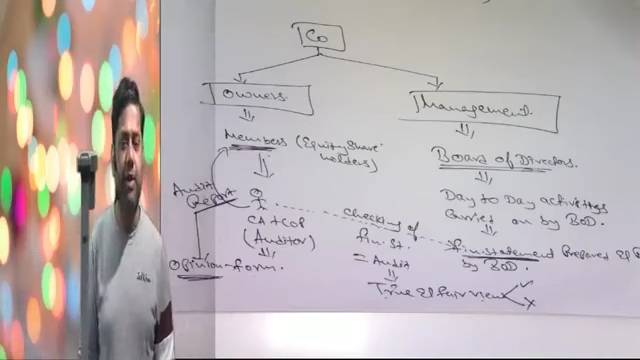 Co
Owners
Management
Members (Equity share-
holders)
Board of Directors
Audit
Report
Day to Day activities
Carried on by BOD.
CA + COP
(Auditor)
Checking of
fin. st.
= Audit
fin. statement Prepared
by BOD.
Opinion form.
True & fair view